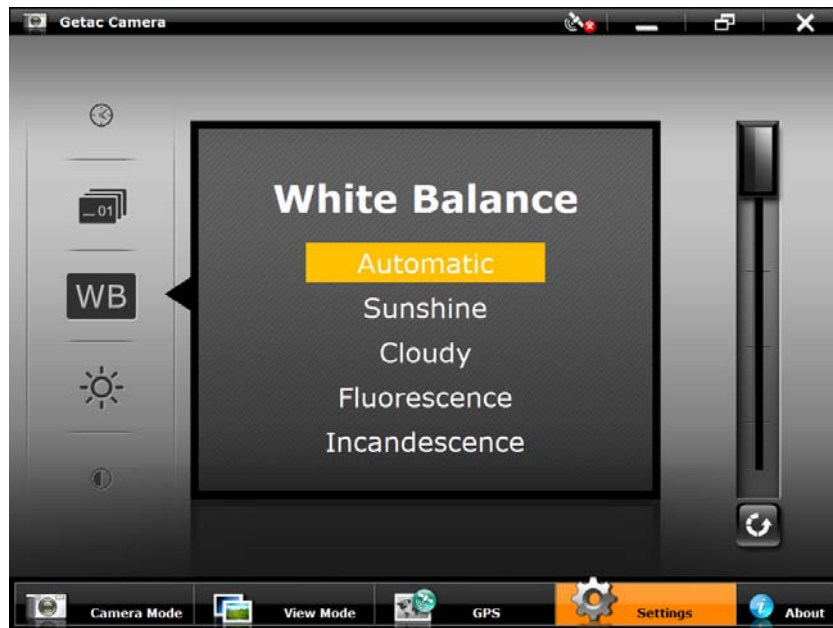 Getac Camera
_ 01
WB
White Balance
Automatic
Sunshine
Cloudy
Fluorescence
Incandescence
Camera Mode
View Mode
GPS
Settings
About